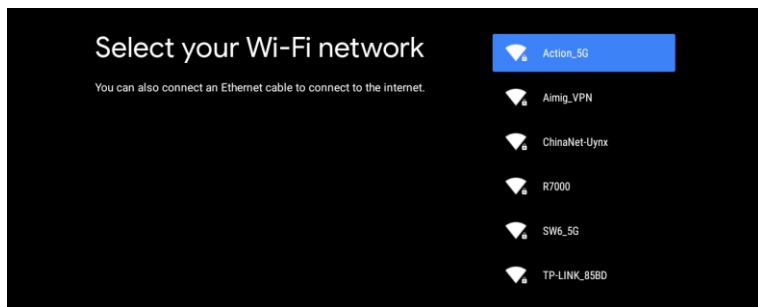 Select your Wi-Fi network
You can also connect an Ethernet cable to connect to the internet.
Action_5G
Aimig_VPN
ChinaNet-Uynx
R7000
SW6_5G
TP-LINK_85BD